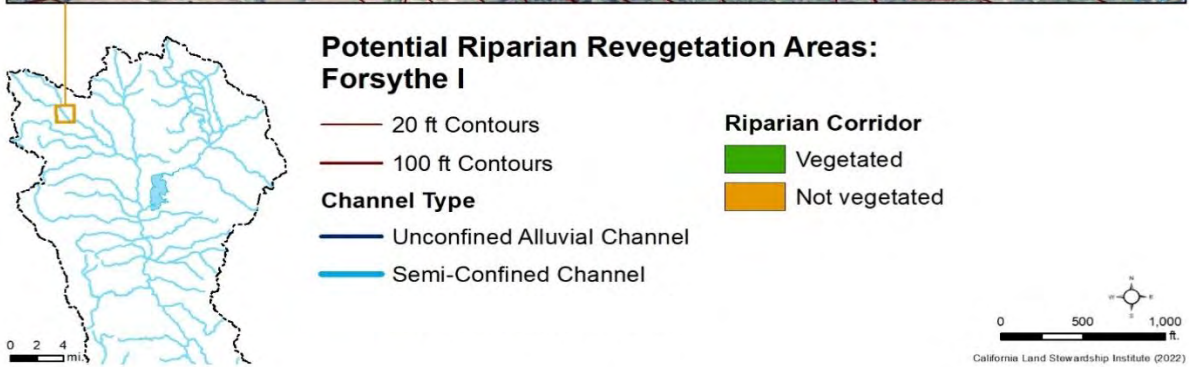 Potential Riparian Revegetation Areas:
Forsythe I
20 ft Contours
100 ft Contours
Channel Type
Unconfined Alluvial Channel
Semi-Confined Channel
Riparian Corridor
Vegetated
Not vegetated
0 2 4
mi.
N
W E
S
0 500 1,000
ft.
California Land Stewardship Institute (2022)